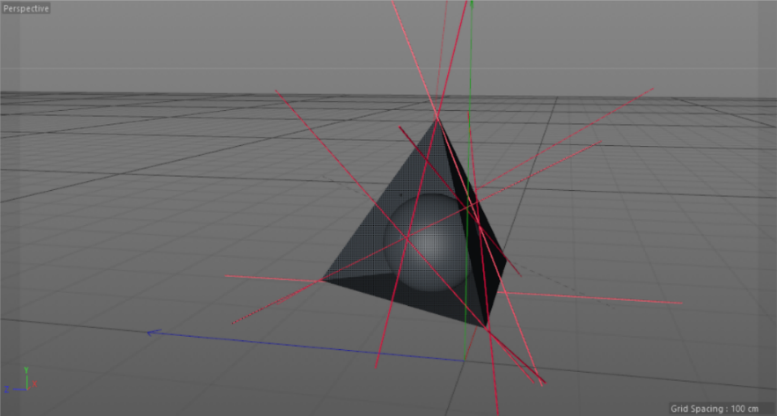 Perspective
Y
Z
Grid Spacing : 100 cm